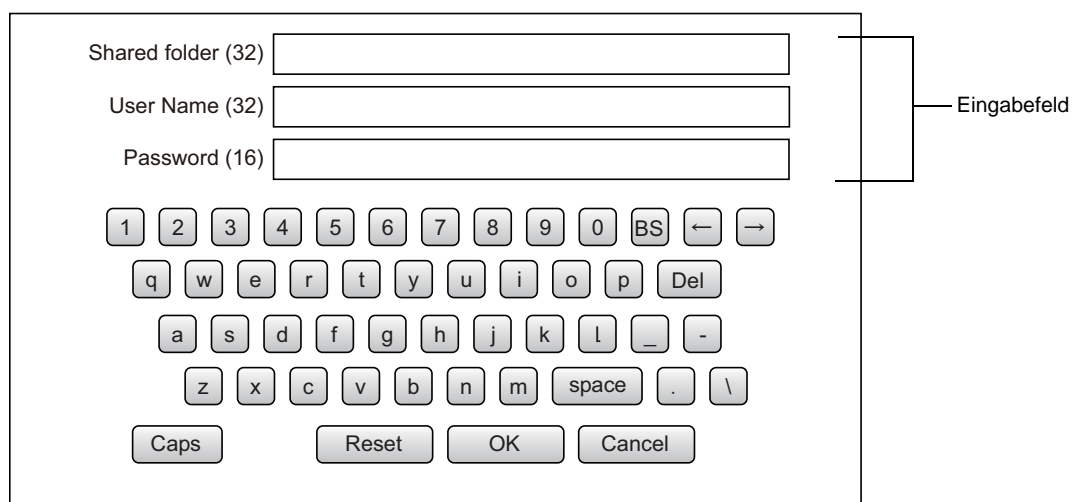 Shared folder (32)
User Name (32)
Eingabefeld
Password (16)
1 2 3 4 5 6 7 8 9 0 BS ← →
q w e r t y u i o p Del
a s d f g h j k l _ -
z x c v b n m space . \
Caps Reset OK Cancel